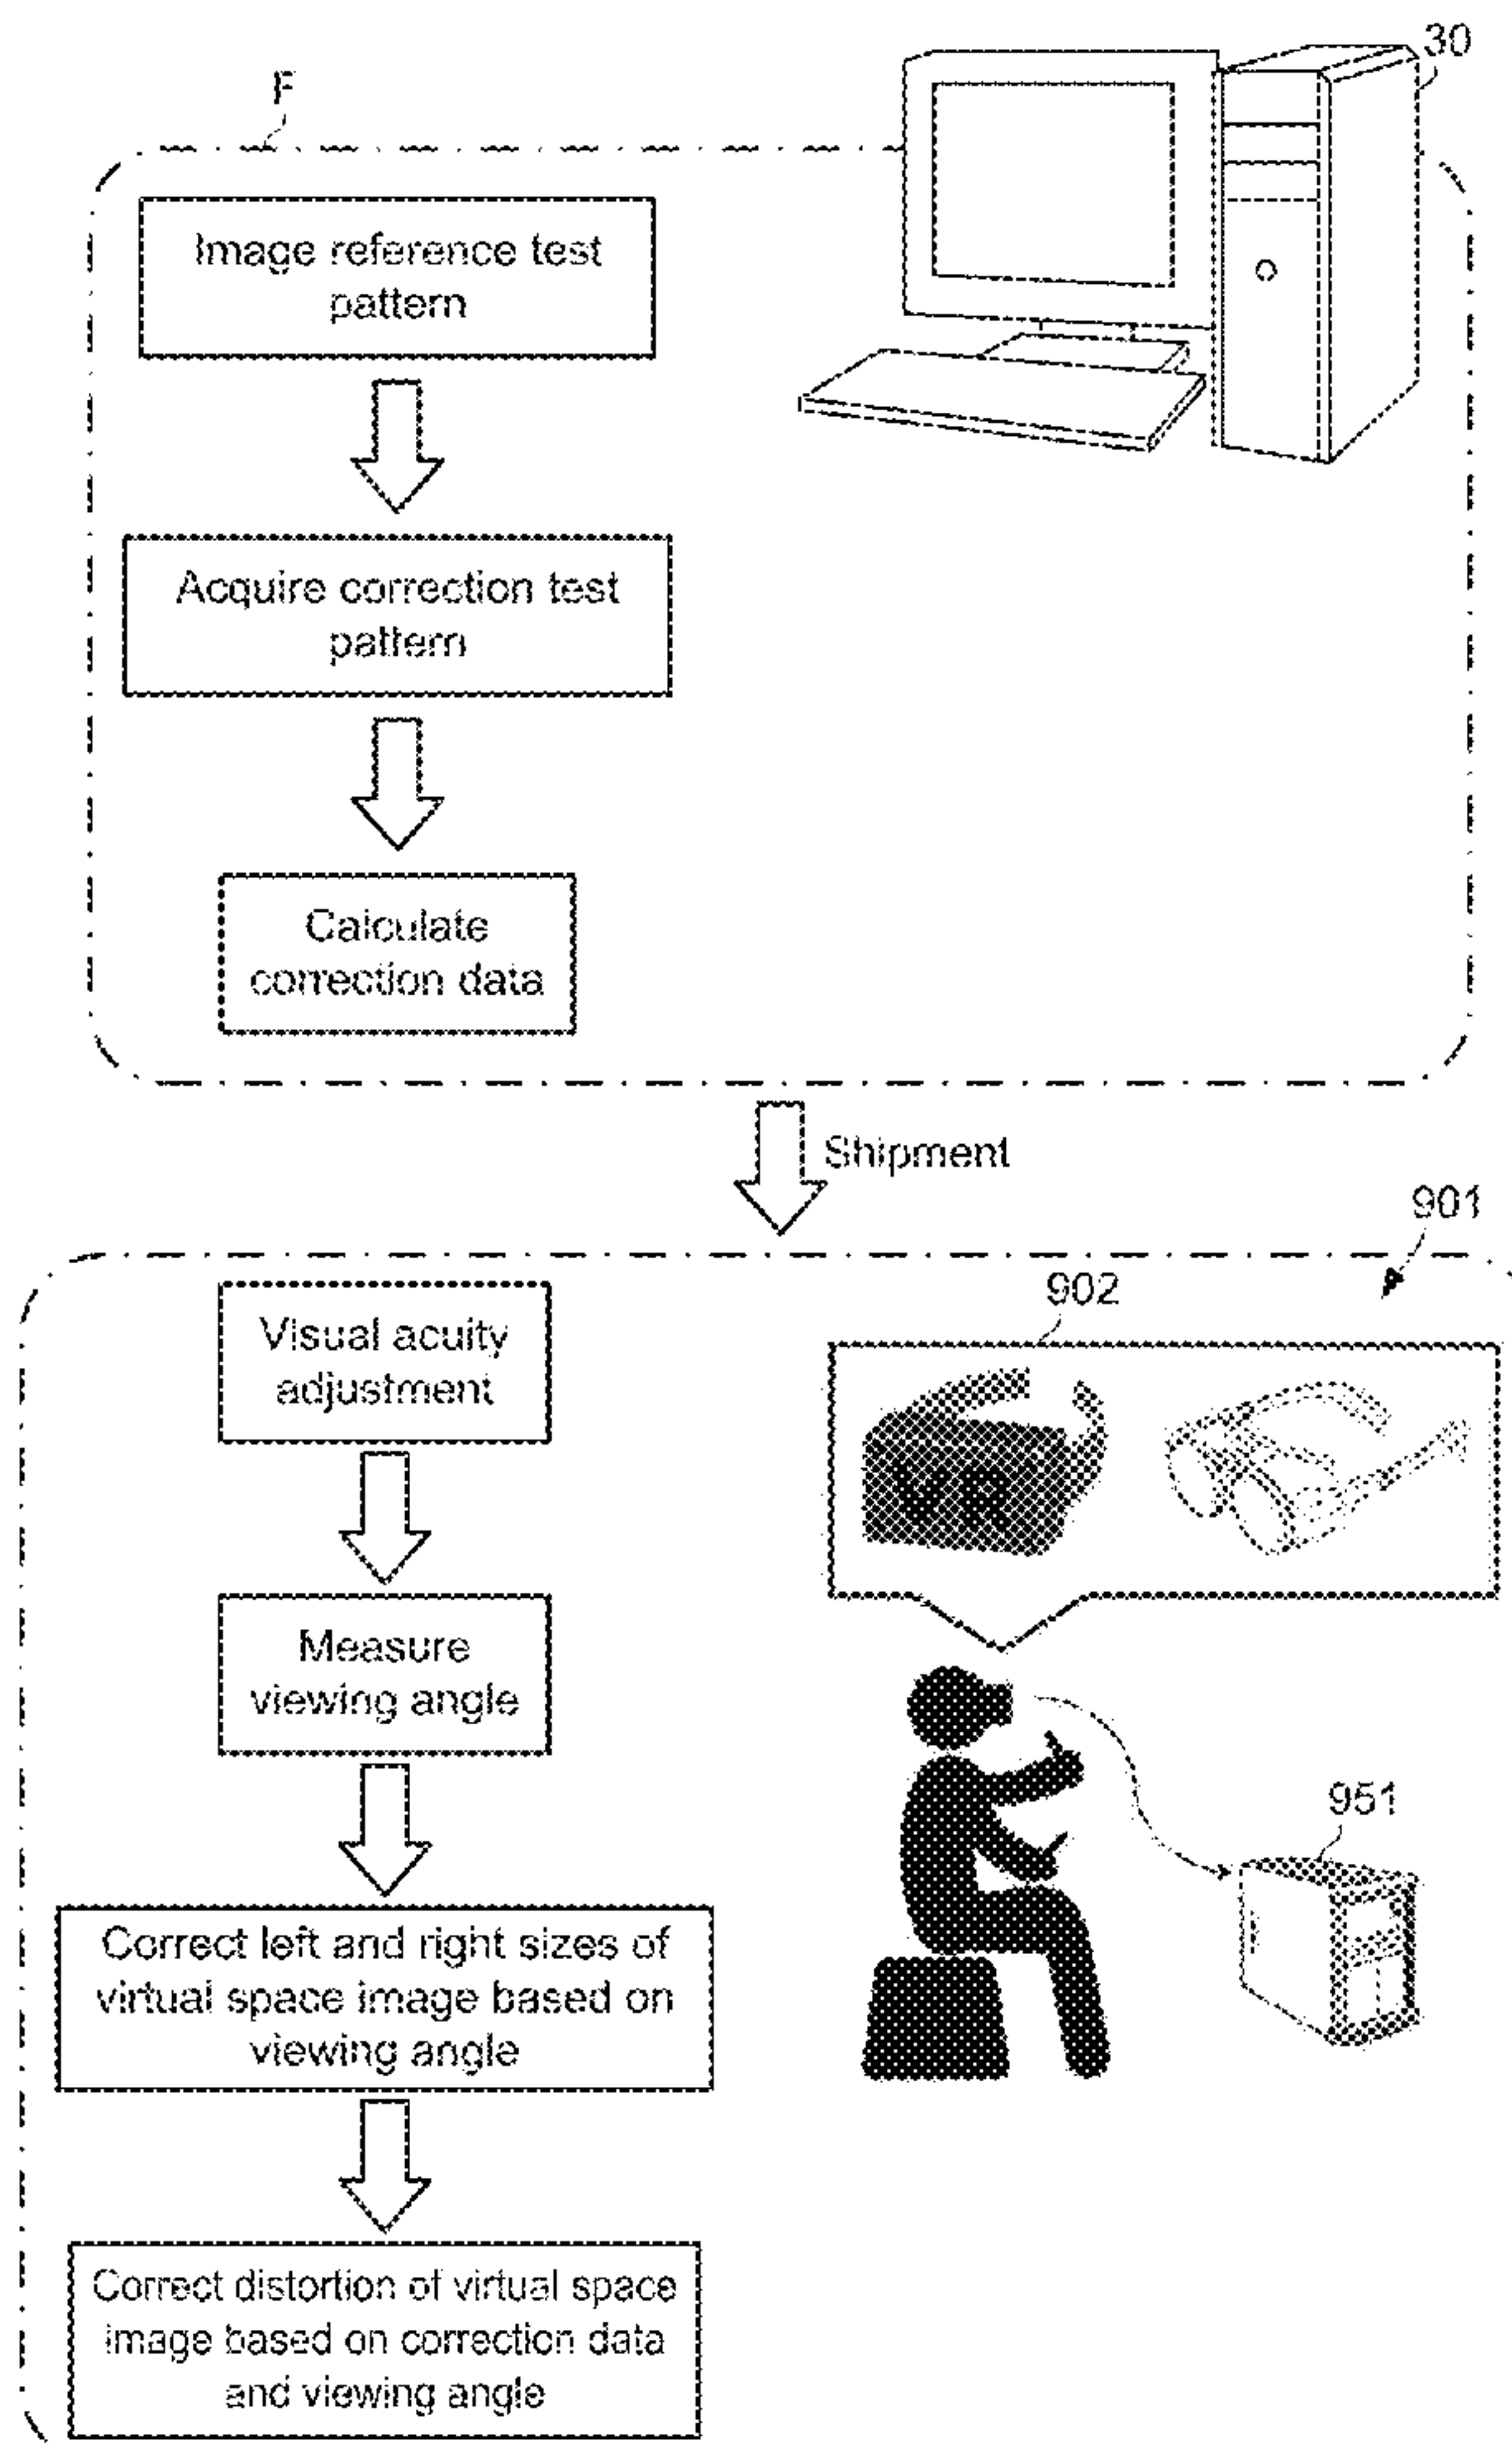 30
F
Image reference test
pattern
Acquire correction test
pattern
Calculate
correction data
Shipment
901
902
Visual acuity
adjustment
VR
Measure
viewing angle
951
Correct left and right sizes of
virtual space image based on
viewing angle
Correct distortion of virtual space
image based on correction data
and viewing angle